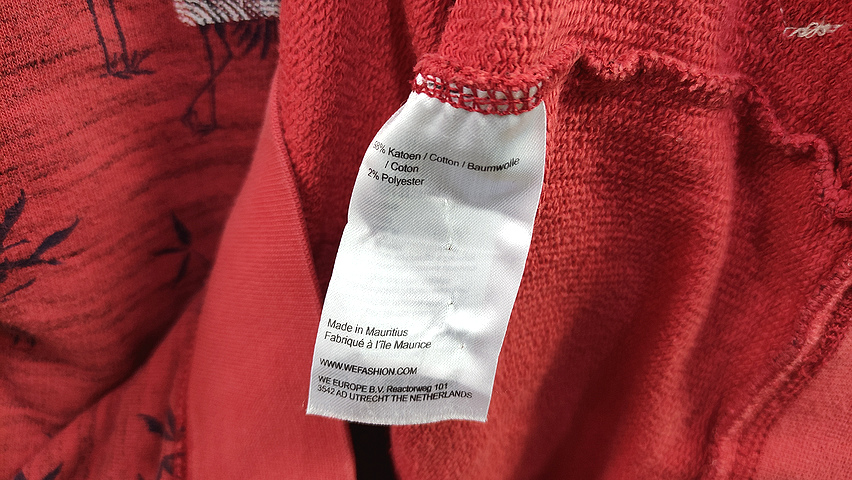 % Katoen / Cotton / Baumwolle
/ Coton
2% Polyester
Made in Mauritius
Fabriqué à l'île Maurice
WWW.WEFASHION.COM
WE EUROPE B.V. Reactorweg 101
3542 AD UTRECHT THE NETHERLANDS